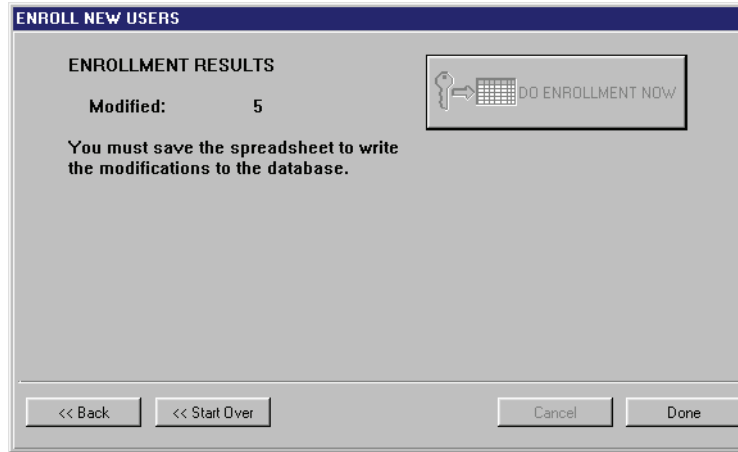 ENROLL NEW USERS
ENROLLMENT RESULTS
DO ENROLLMENT NOW
Modified: 5
You must save the spreadsheet to write
the modifications to the database.
<< Back
<< Start Over
Cancel
Done